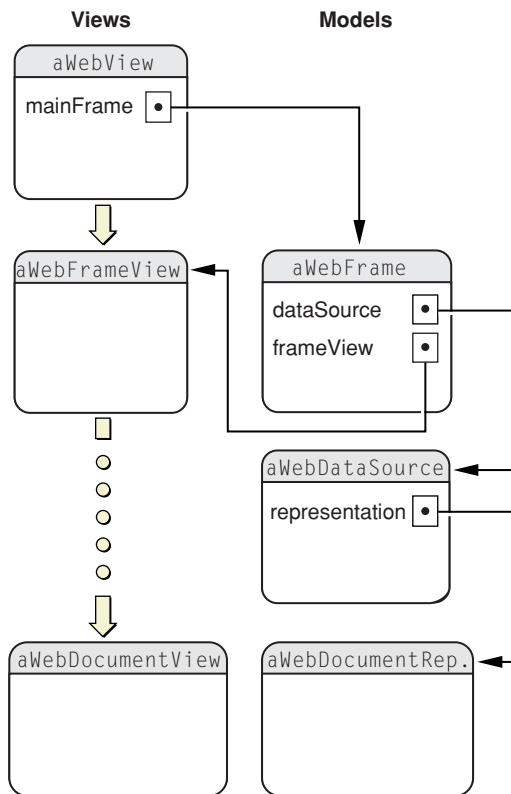 Views
Models
aWebView
mainFrame
aWebFrameView
aWebFrame
dataSource
frameView
aWebDataSource
representation
aWebDocumentView
aWebDocumentRep.